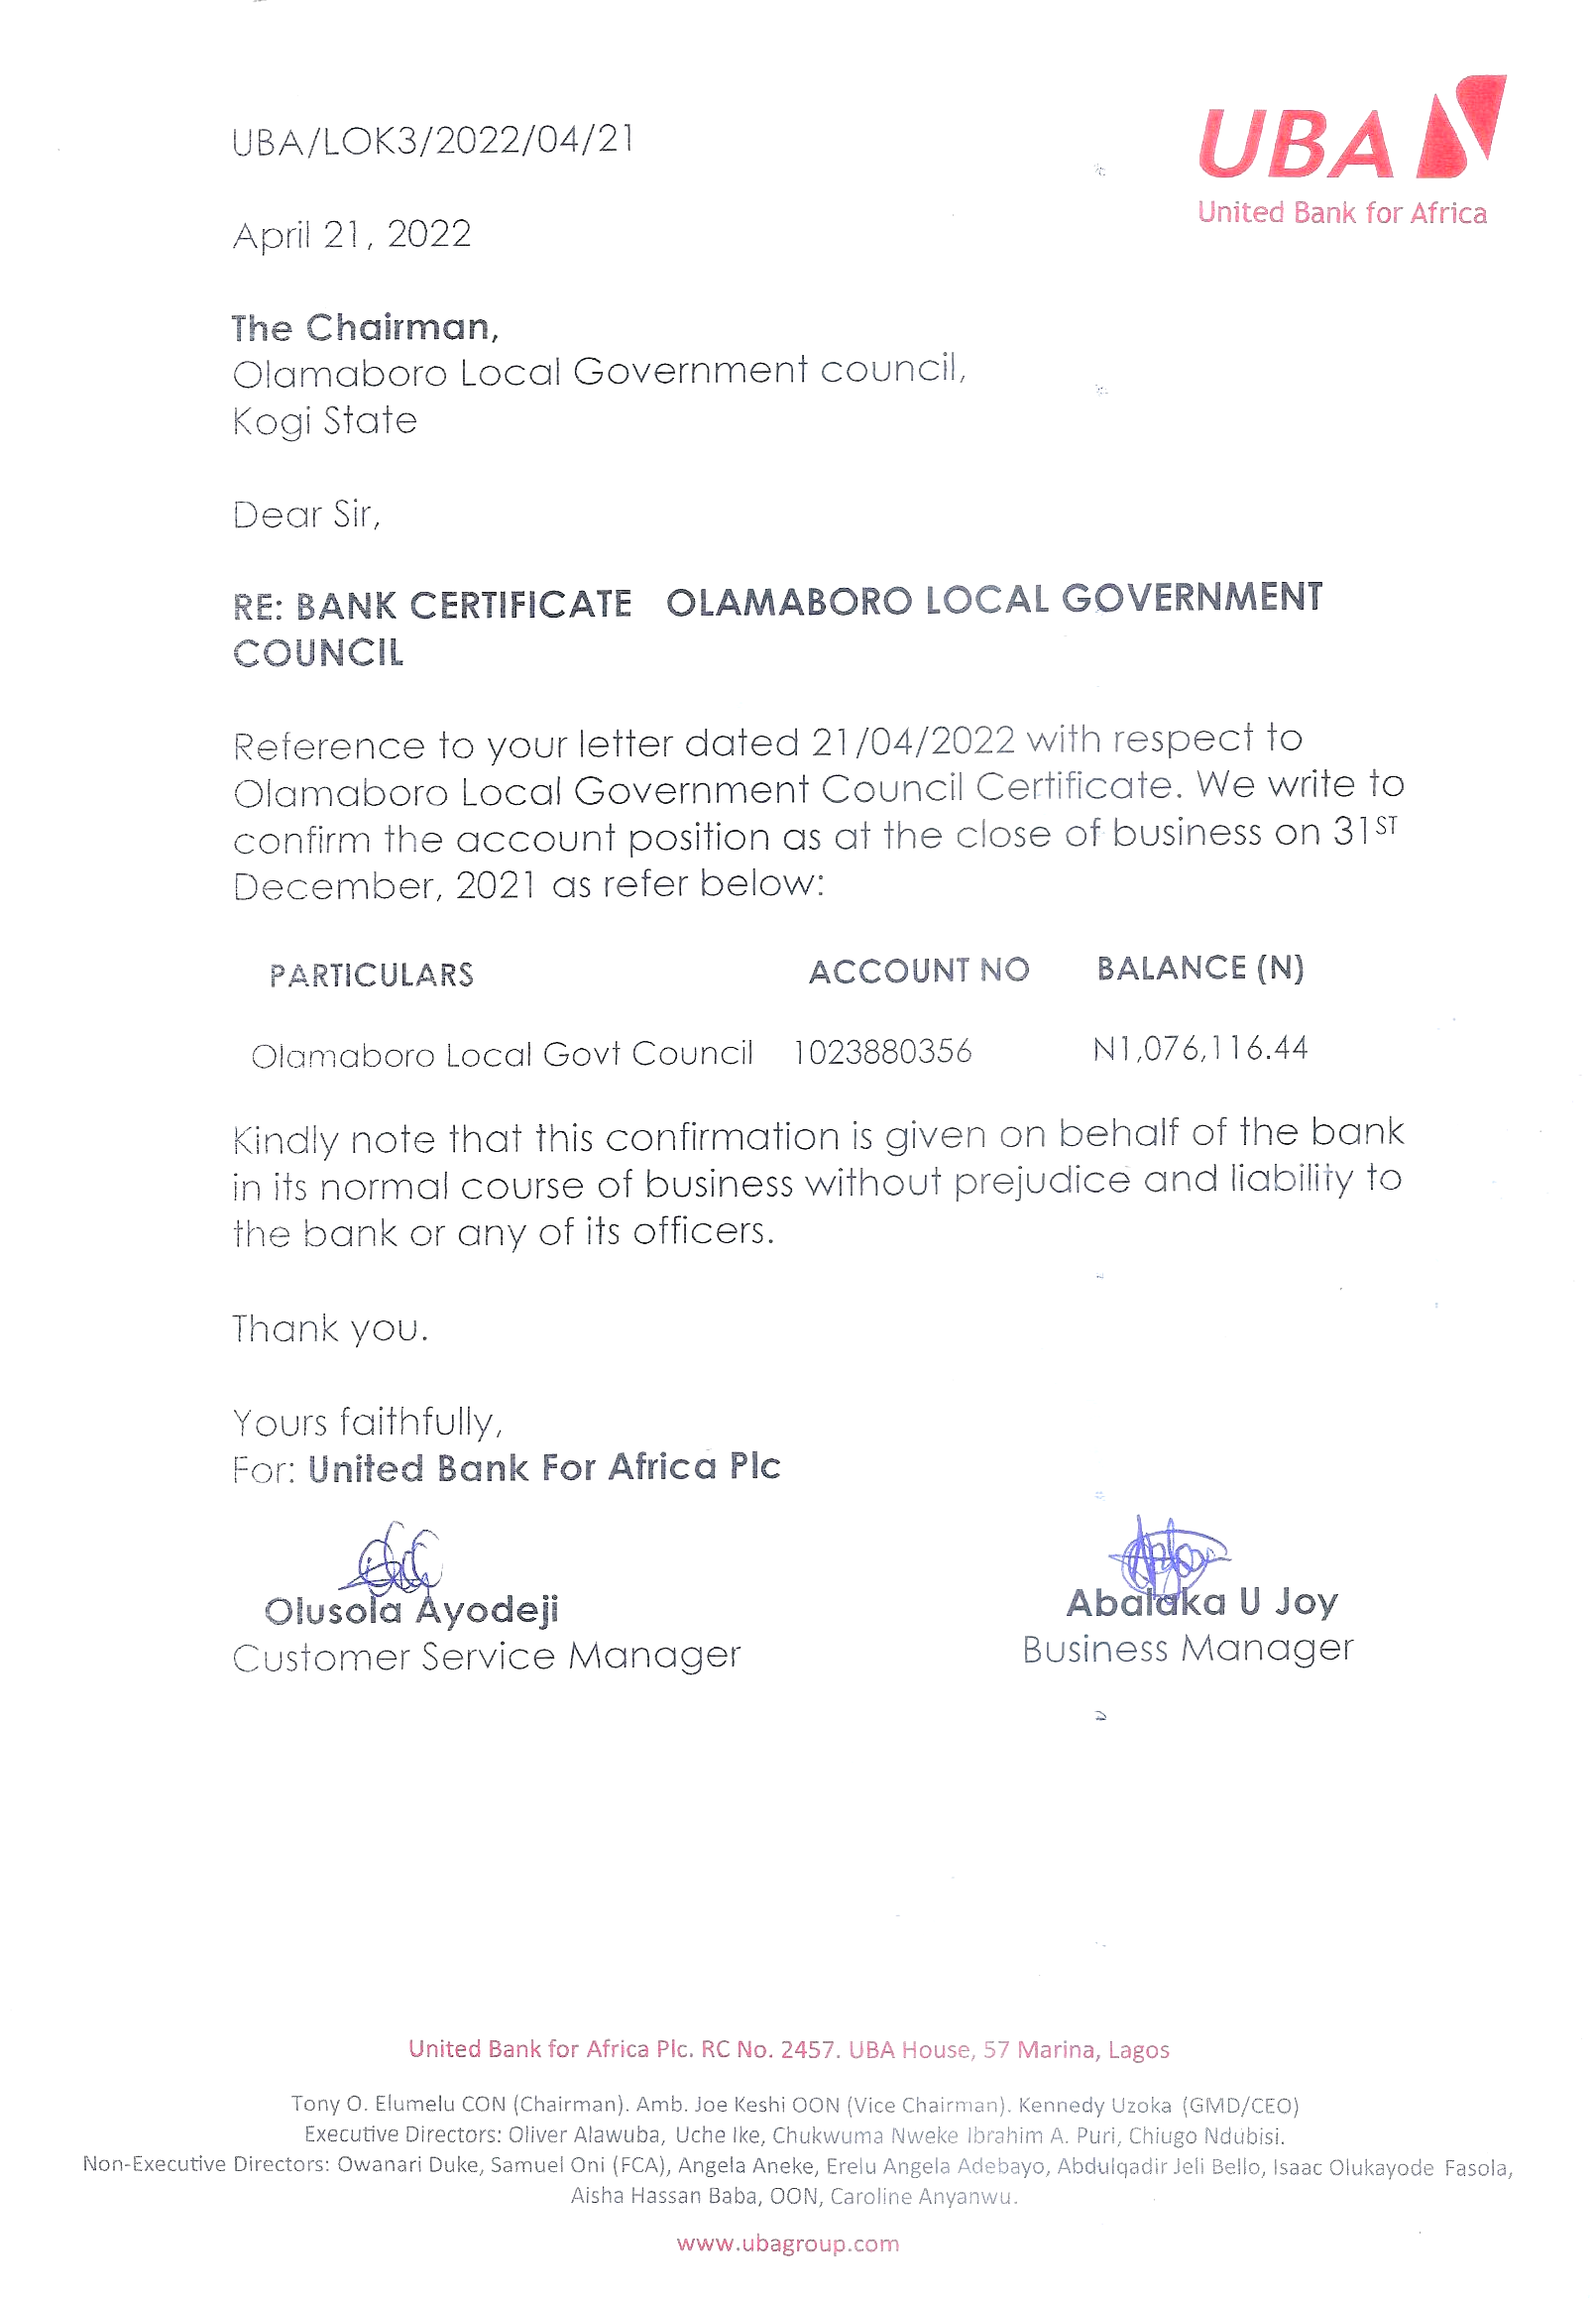 UBA/LOK3/2022/04/21
UBA
United Bank for Africa
April 21, 2022
The Chairman,
Olamaboro Local Government council,
Kogi State
Dear Sir,
RE: BANK CERTIFICATE OLAMABORO LOCAL GOVERNMENT
COUNCIL
Reference to your letter dated 21/04/2022 with respect to
Olamaboro Local Government Council Certificate. We write to
confirm the account position as at the close of business on 31ST
December, 2021 as refer below:
PARTICULARS ACCOUNT NO BALANCE (N)
Olamaboro Local Govt Council 1023880356 N1,076,116.44
Kindly note that this confirmation is given on behalf of the bank
in its normal course of business without prejudice and liability to
the bank or any of its officers.
Thank you.
Yours faithfully,
For: United Bank For Africa Plc
Olusola Ayodeji Abalaka U Joy
Customer Service Manager Business Manager
United Bank for Africa Plc. RC No. 2457. UBA House, 57 Marina, Lagos
Tony O. Elumelu CON (Chairman). Amb. Joe Keshi OON (Vice Chairman). Kennedy Uzoka (GMD/CEO)
Executive Directors: Oliver Alawuba, Uche Ike, Chukwuma Nweke Ibrahim A. Puri, Chiugo Ndubisi.
Non-Executive Directors: Owanari Duke, Samuel Oni (FCA), Angela Aneke, Erelu Angela Adebayo, Abdulqadir Jeli Bello, Isaac Olukayode Fasola,
Aisha Hassan Baba, OON, Caroline Anyanwu.
www.ubagroup.com